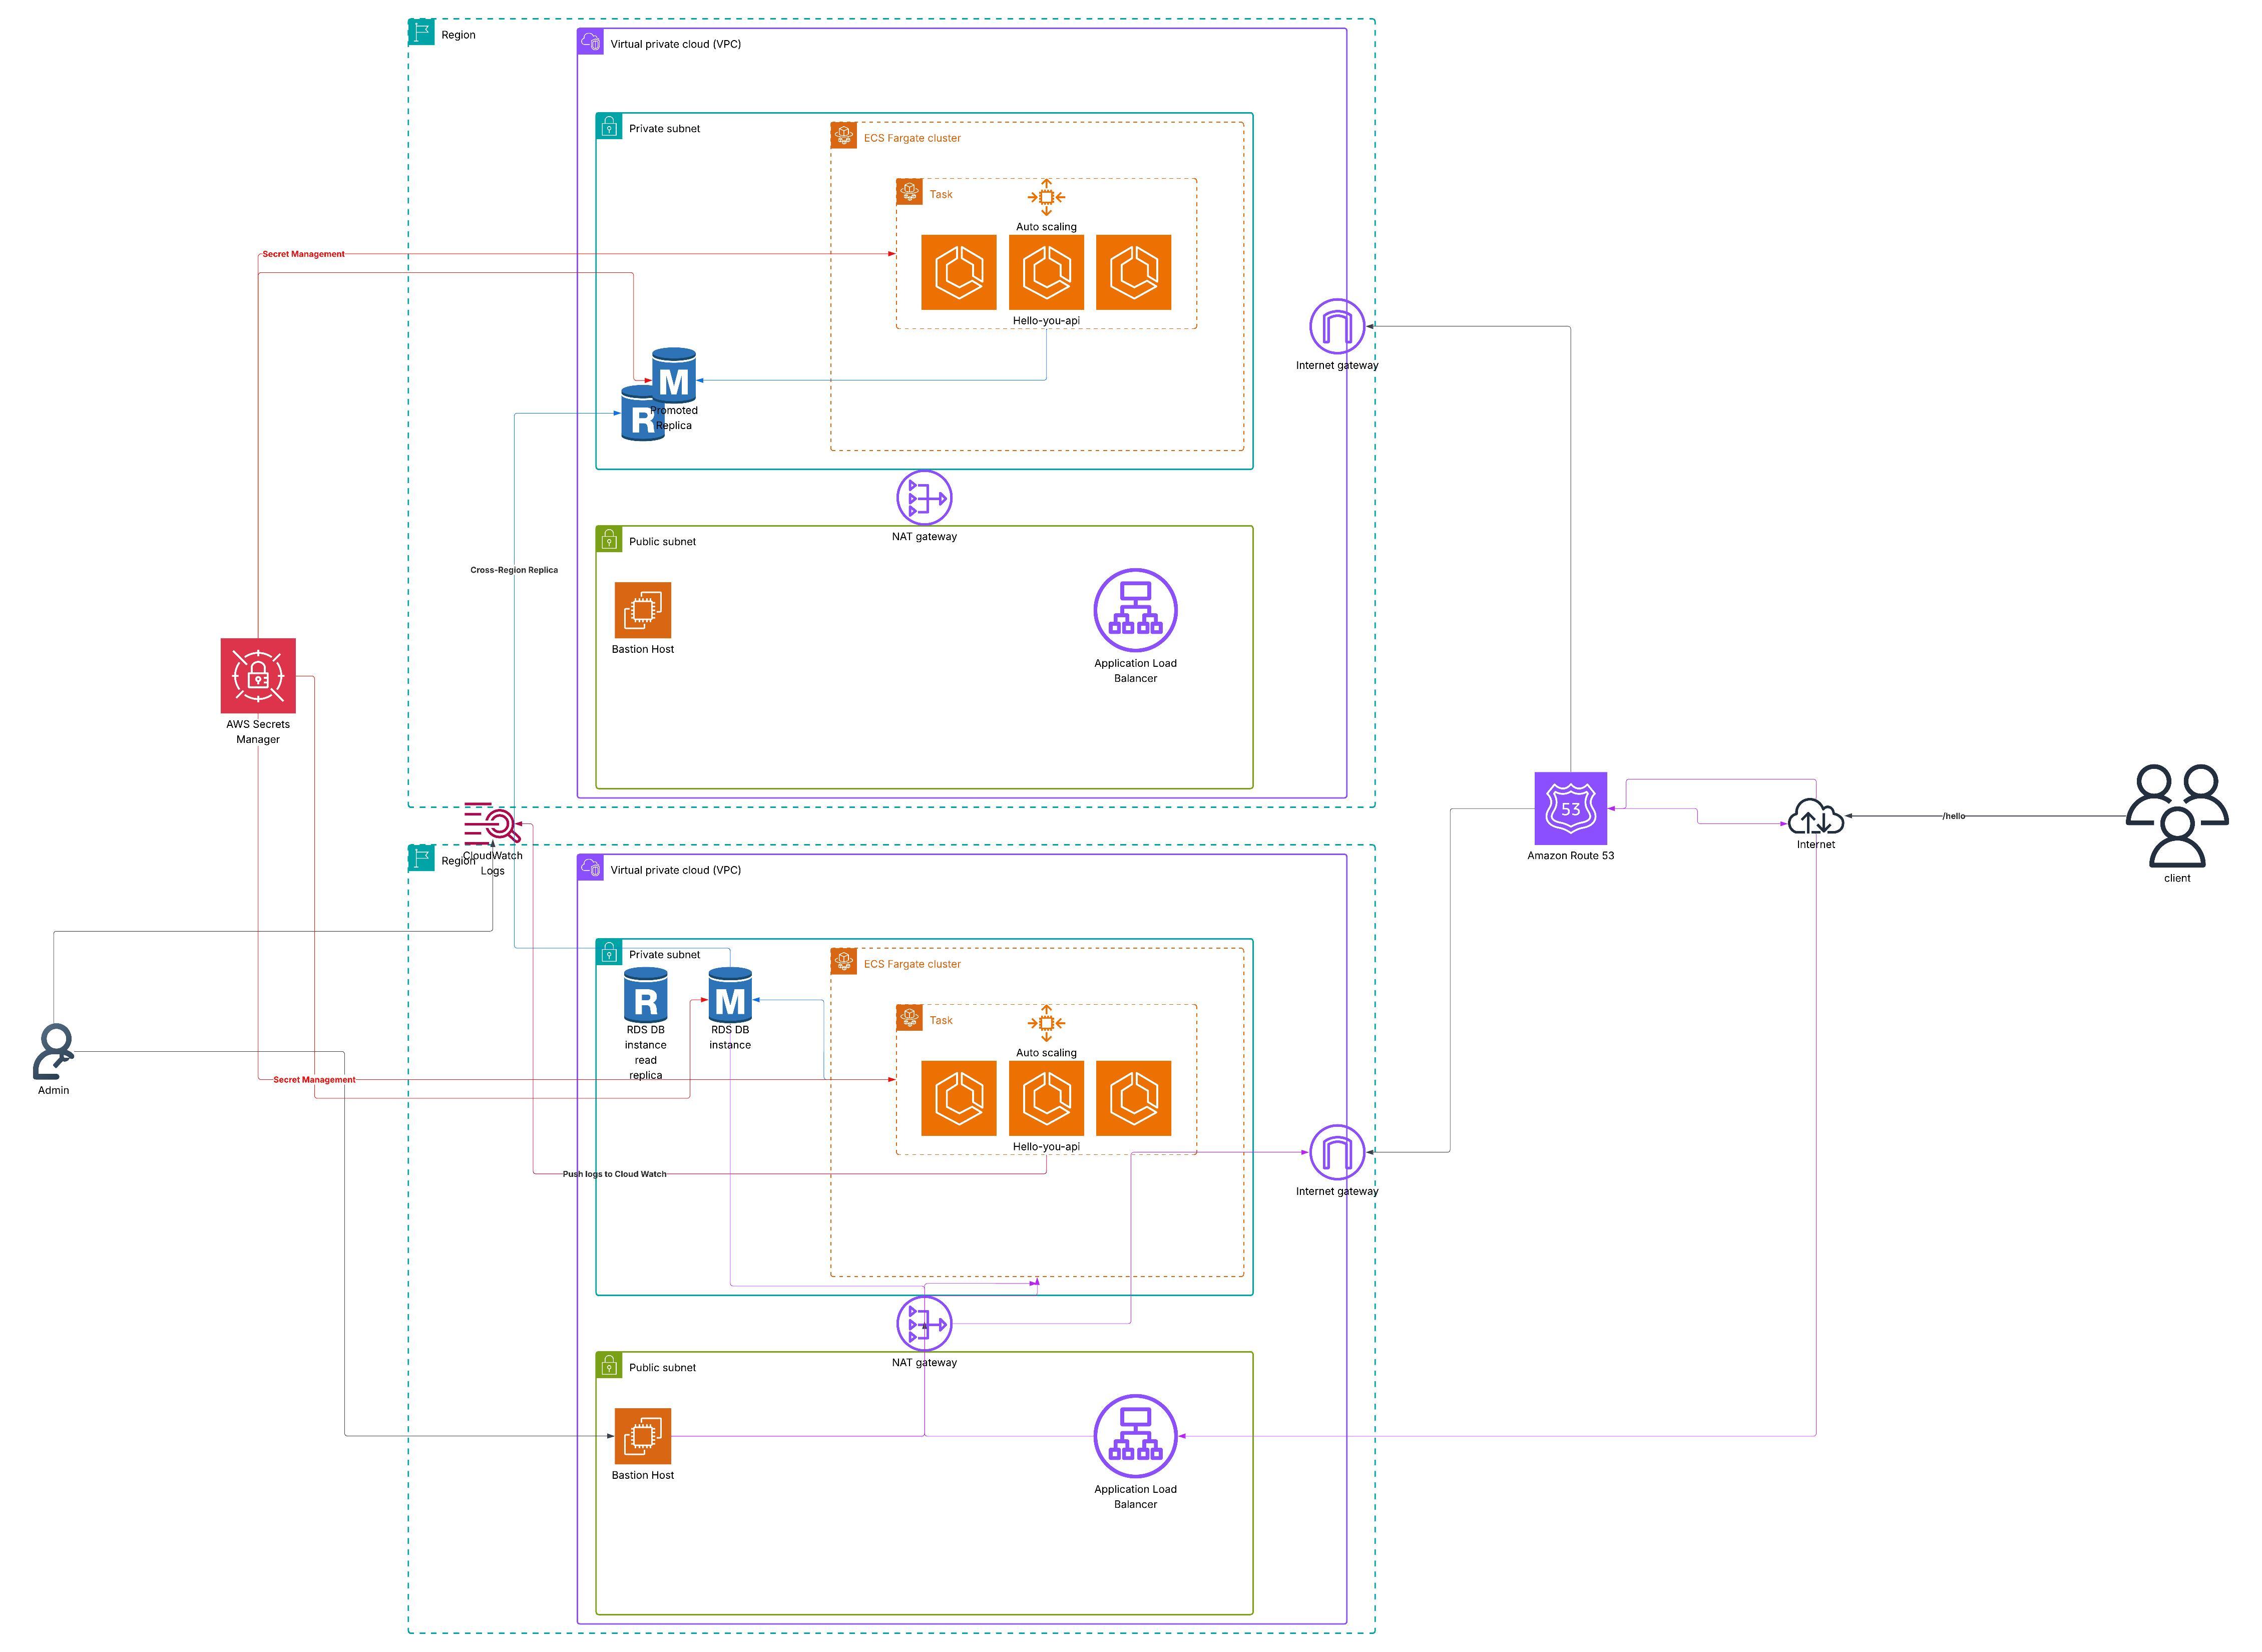 Region
Virtual private cloud (VPC)
Private subnet
ECS Fargate cluster
Task
Auto scaling
Secret Management
Hello-you-api
Internet gateway
M
Promoted
Replica
R
NAT gateway
Public subnet
Cross-Region Replica
Bastion Host
Application Load
Balancer
AWS Secrets
Manager
53
Amazon Route 53
Internet
/hello
client
CloudWatch
Logs
Region
Virtual private cloud (VPC)
Private subnet
ECS Fargate cluster
R
M
RDS DB
instance
read
replica
RDS DB
instance
Task
Auto scaling
Admin
Secret Management
Hello-you-api
Push logs to Cloud Watch
Internet gateway
NAT gateway
Public subnet
Bastion Host
Application Load
Balancer